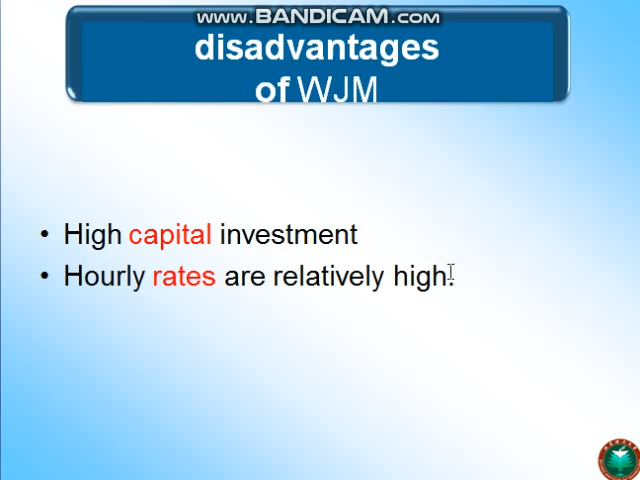 www.BANDICAM.com
disadvantages
of WJM
• High capital investment
• Hourly rates are relatively high.